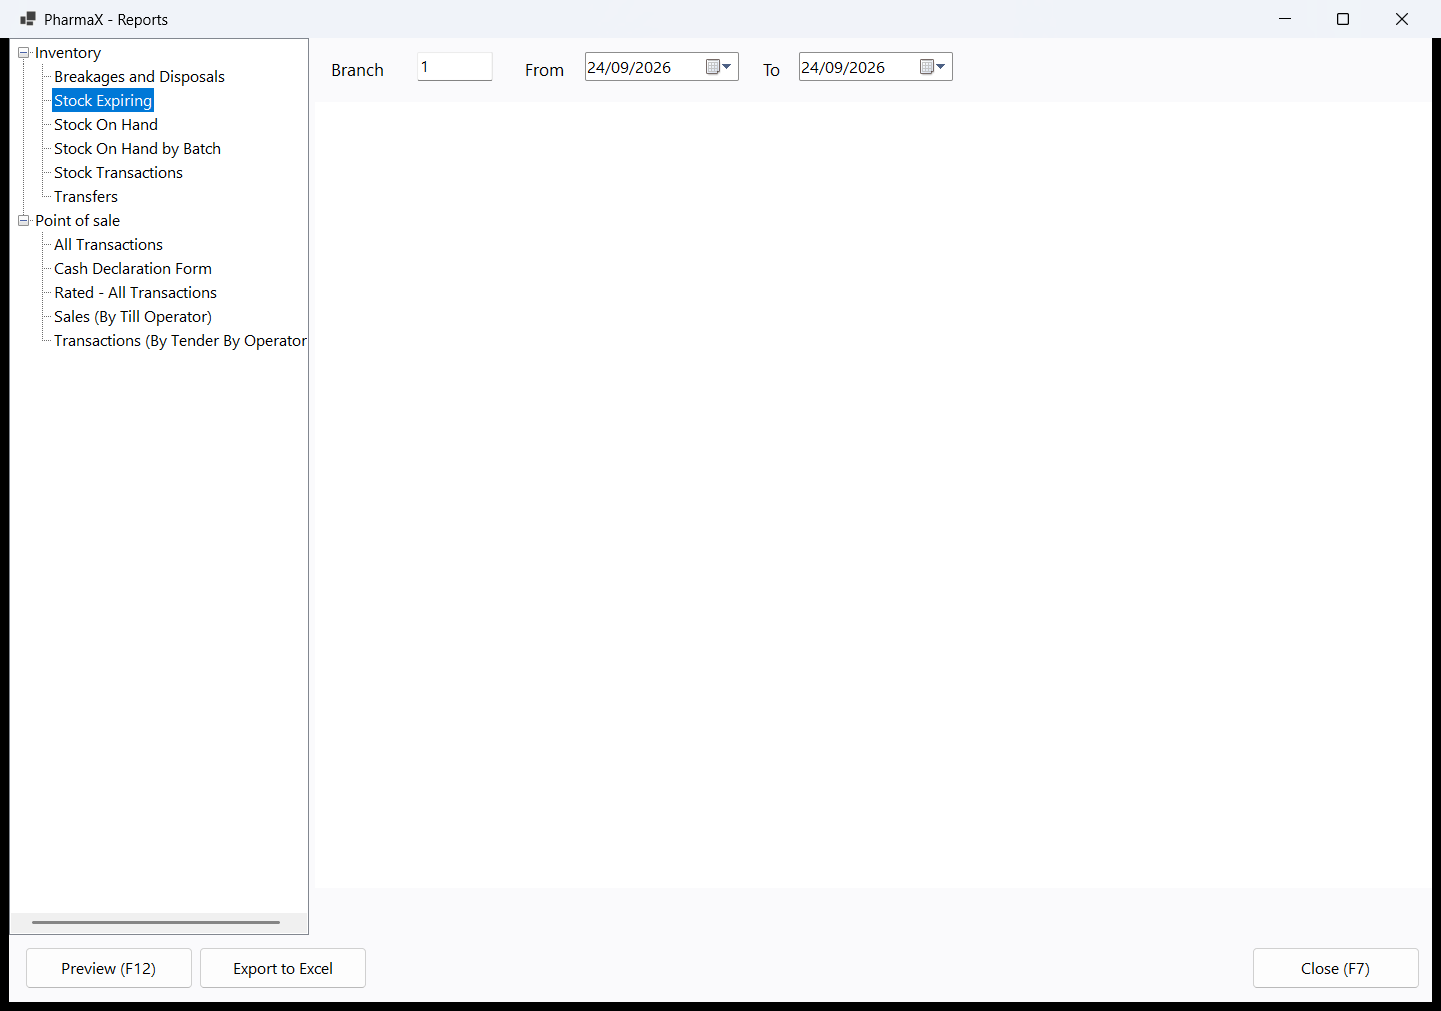 PharmaX - Reports
Inventory
Breakages and Disposals
Stock Expiring
Stock On Hand
Stock On Hand by Batch
Stock Transactions
Transfers
Point of sale
All Transactions
Cash Declaration Form
Rated - All Transactions
Sales (By Till Operator)
Transactions (By Tender By Operator
Branch 1 From 24/09/2026 To 24/09/2026
Preview (F12) Export to Excel Close (F7)